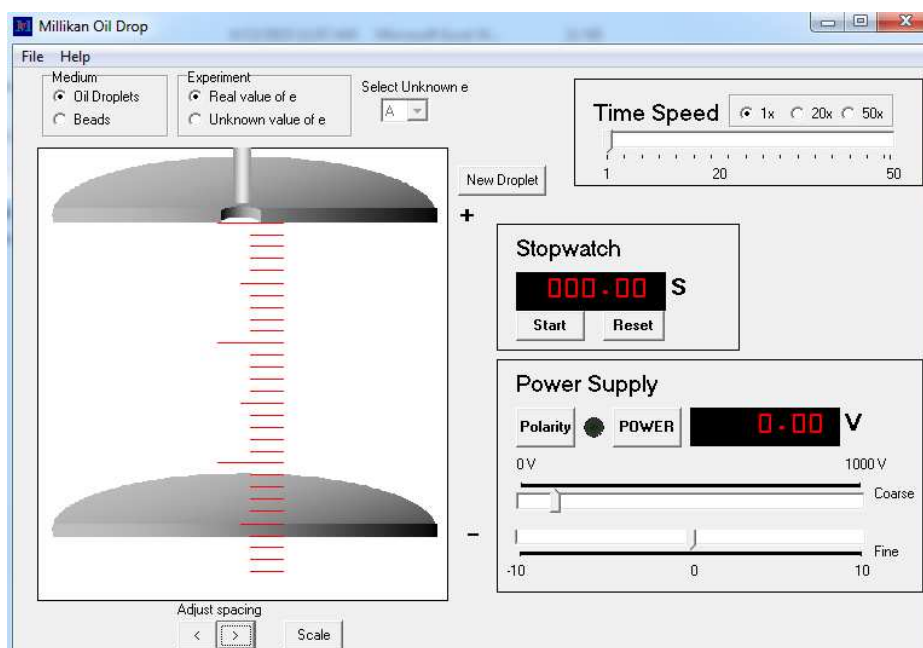 Millikan Oil Drop
File Help
Medium
Oil Droplets
Beads
Experiment
Real value of e
Unknown value of e
Select Unknown e
A
Time Speed
1x 20x 50x
1 20 50
New Droplet
+
Stopwatch
000.00 S
Start Reset
Power Supply
Polarity POWER 0.00 V
0 V 1000 V
Coarse
Fine
-10 0 10
-
Adjust spacing
< > Scale